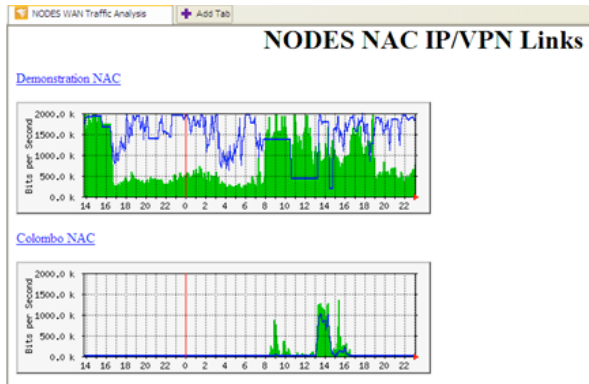 NODES WAN Traffic Analysis Add Tab
NODES NAC IP/VPN Links
Demonstration NAC
Bits per Second
2000.0 k
1500.0 k
1000.0 k
500.0 k
0.0 k
14 16 18 20 22 0 2 4 6 8 10 12 14 16 18 20 22
Colombo NAC
Bits per Second
2000.0 k
1500.0 k
1000.0 k
500.0 k
0.0 k
14 16 18 20 22 0 2 4 6 8 10 12 14 16 18 20 22